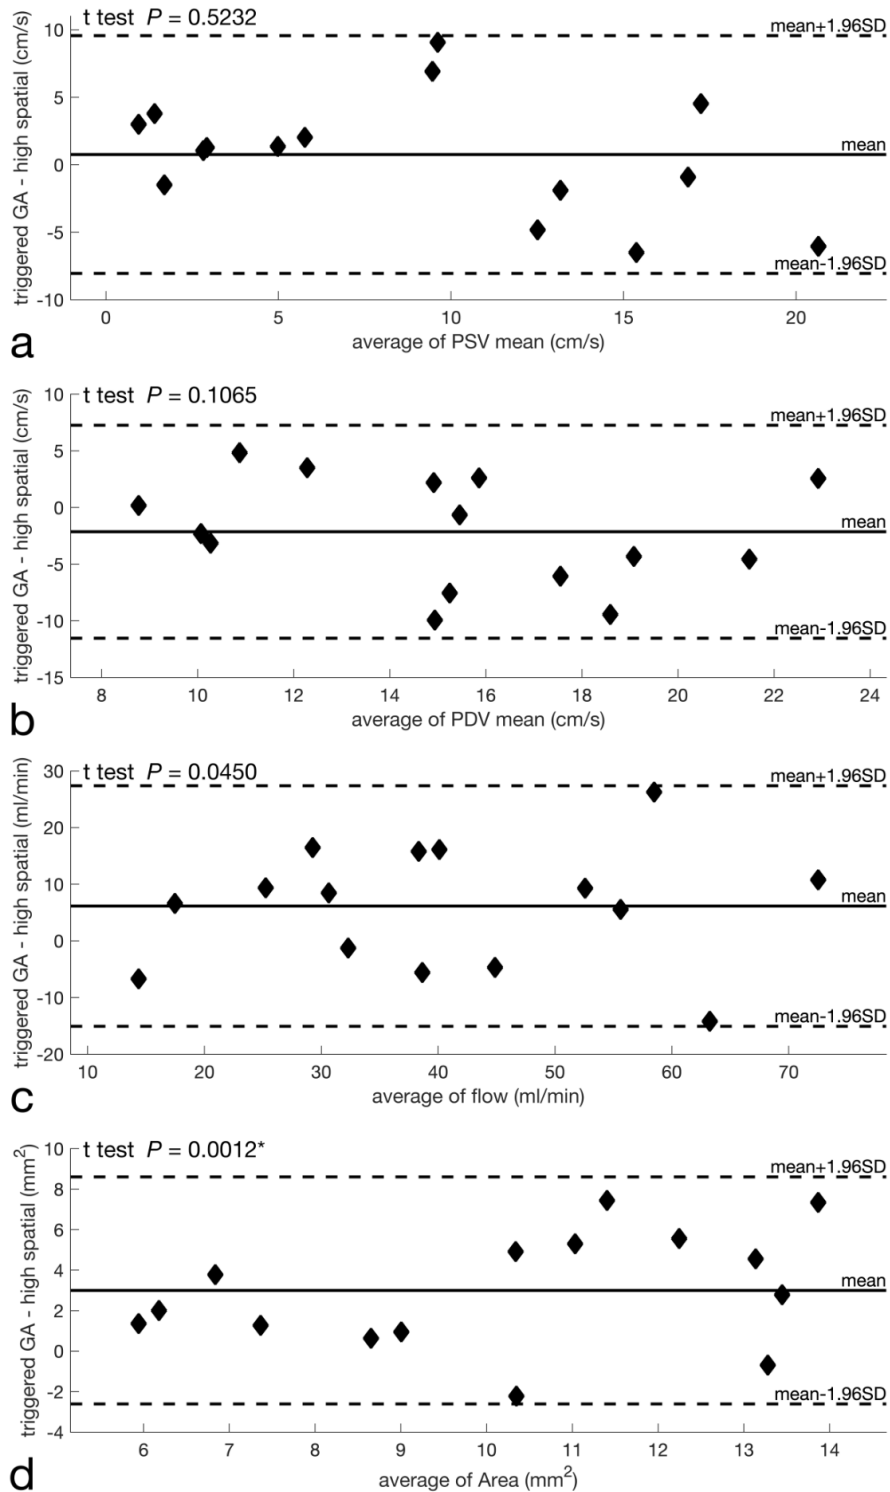 t test P = 0.5232
mean+1.96SD
mean
mean-1.96SD
triggered GA - high spatial (cm/s)
10
5
0
-5
-10
0 5 10 15 20
average of PSV mean (cm/s)
a
t test P = 0.1065
mean+1.96SD
mean
mean-1.96SD
triggered GA - high spatial (cm/s)
10
5
0
-5
-10
-15
8 10 12 14 16 18 20 22 24
average of PDV mean (cm/s)
b
t test P = 0.0450
mean+1.96SD
mean
mean-1.96SD
triggered GA - high spatial (ml/min)
30
20
10
0
-10
-20
10 20 30 40 50 60 70
average of flow (ml/min)
c
t test P = 0.0012*
mean+1.96SD
mean
mean-1.96SD
triggered GA - high spatial (mm²)
10
8
6
4
2
0
-2
-4
6 7 8 9 10 11 12 13 14
average of Area (mm²)
d